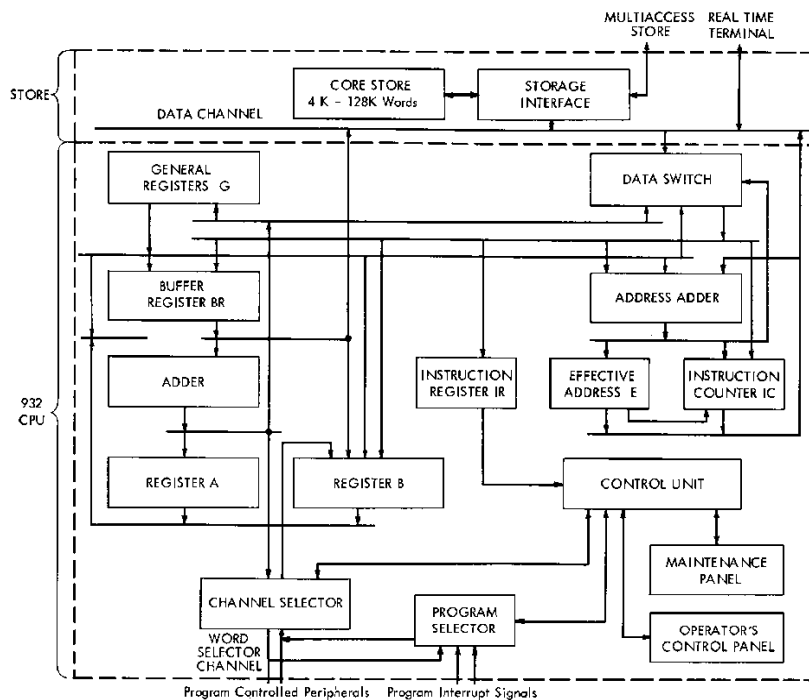 MULTIACCESS
STORE
REAL TIME
TERMINAL
STORE
CORE STORE
4 K - 128K Words
STORAGE
INTERFACE
DATA CHANNEL
GENERAL
REGISTERS G
DATA SWITCH
BUFFER
REGISTER BR
ADDRESS ADDER
ADDER
INSTRUCTION
REGISTER IR
EFFECTIVE
ADDRESS E
INSTRUCTION
COUNTER IC
932
CPU
REGISTER A
REGISTER B
CONTROL UNIT
MAINTENANCE
PANEL
CHANNEL SELECTOR
PROGRAM
SELECTOR
OPERATOR'S
CONTROL PANEL
WORD
SELECTOR
CHANNEL
Program Controlled Peripherals
Program Interrupt Signals